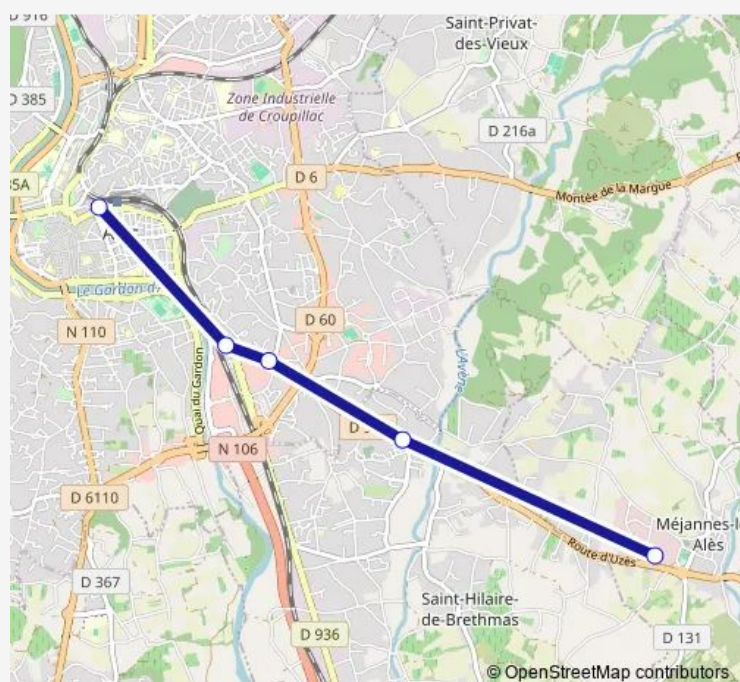 D 916
Saint-Privat-
des-Vieux
Zone Industrielle
de Croupillac
D 385
D 216a
D 6
Montée de la Margue
Le Gardon d'
D 60
N 110
Quai du Gardon
L'Avène
N 106
D 6110
Méjannes-l
Alès
Route d'Uzès
D 367
Saint-Hilaire-
de-Brethmas
D 936
D 131
© OpenStreetMap contributors